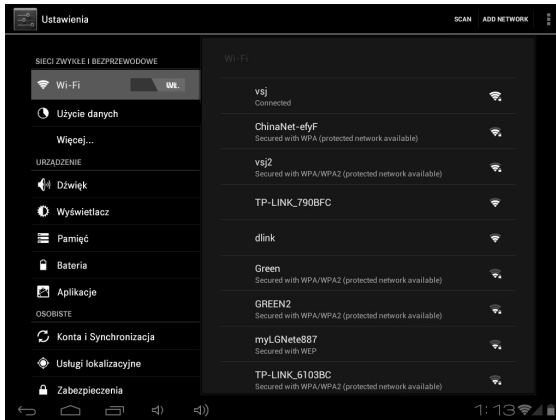 Ustawienia
SCAN ADD NETWORK
SIECI ZWYKŁE I BEZPRZEWODOWE
Wi-Fi WŁ.
Użycie danych
Więcej...
URZĄDZENIE
Dźwięk
Wyświetlacz
Pamięć
Bateria
Aplikacje
OSOBISTE
Konta i Synchronizacja
Usługi lokalizacyjne
Zabezpieczenia
Wi-Fi
vsj
Connected
ChinaNet-efyF
Secured with WPA (protected network available)
vsj2
Secured with WPA/WPA2 (protected network available)
TP-LINK_790BFC
dlink
Green
Secured with WPA/WPA2 (protected network available)
GREEN2
Secured with WPA/WPA2 (protected network available)
myLGNete887
Secured with WEP
TP-LINK_6103BC
Secured with WPA/WPA2 (protected network available)
1:13